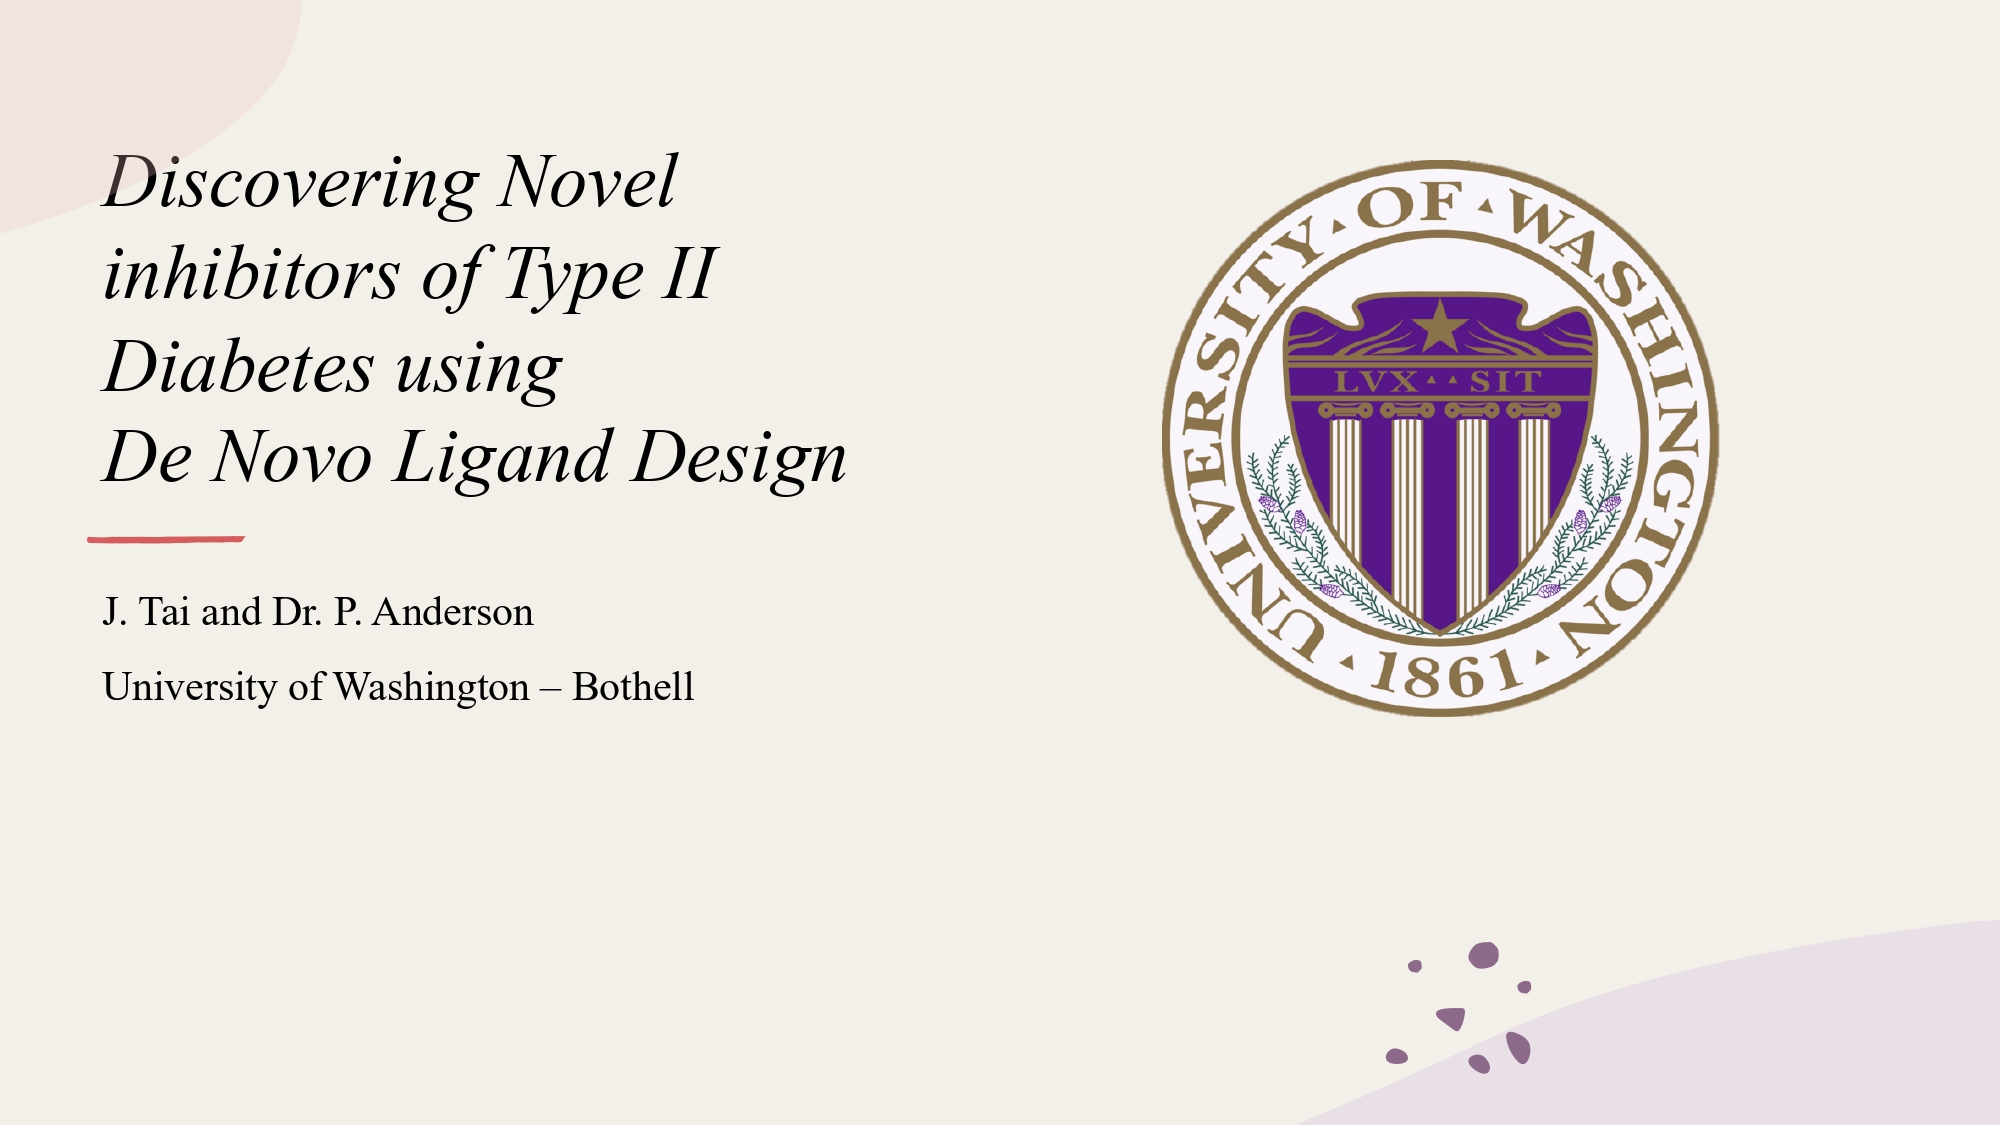 Discovering Novel
inhibitors of Type II
Diabetes using
De Novo Ligand Design
J. Tai and Dr. P. Anderson
University of Washington – Bothell
UNIVERSITY OF WASHINGTON
LVX SIT
1861